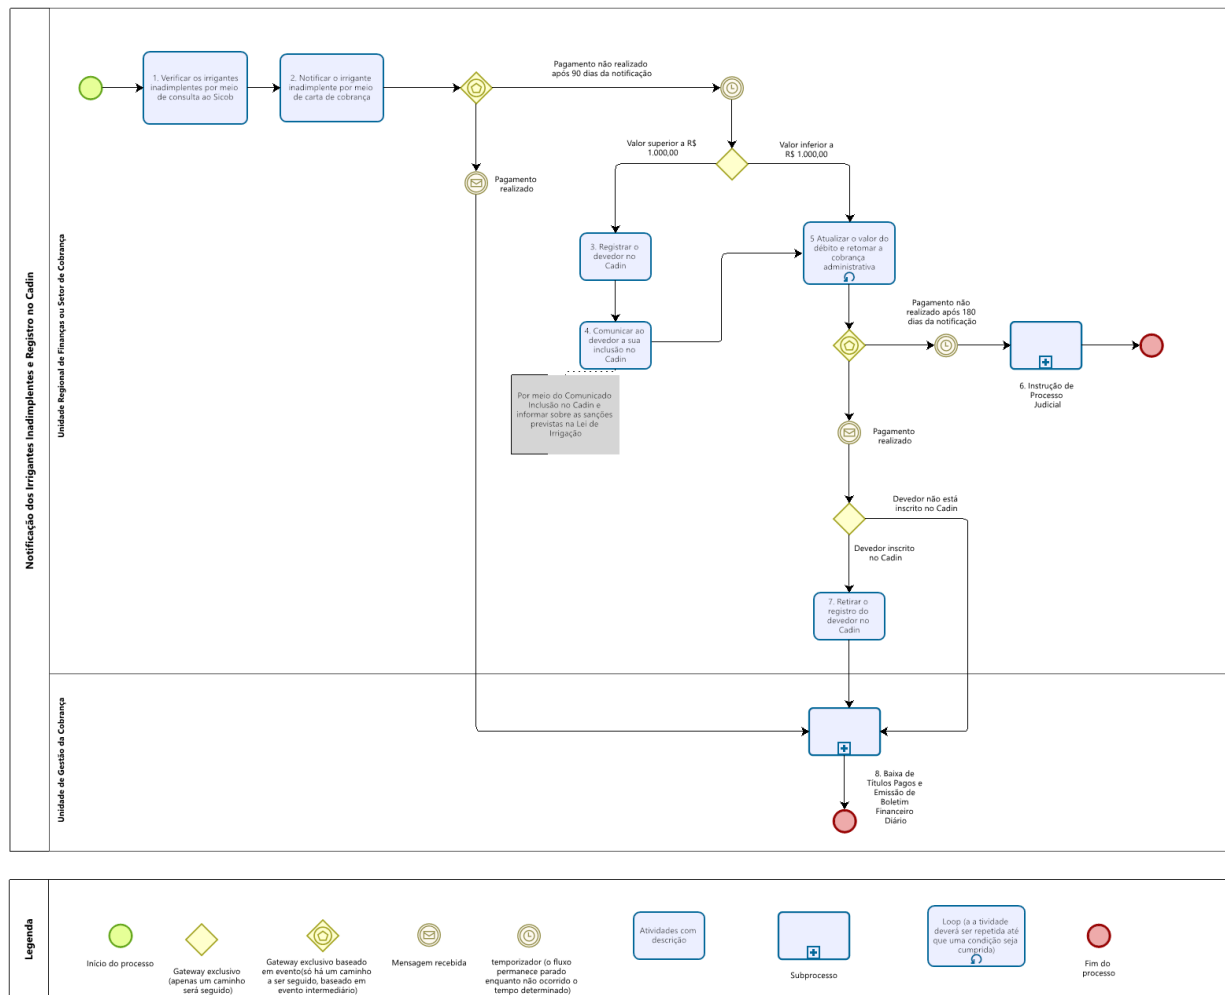 Notificação dos Irrigantes Inadimplentes e Registro no Cadin
Unidade Regional de Finanças ou Setor de Cobrança
1. Verificar os irrigantes
inadimplentes por meio
de consulta ao Sicob
2. Notificar o irrigante
inadimplente por meio
de carta de cobrança
Pagamento não realizado
após 90 dias da notificação
Pagamento
realizado
Valor superior a R$
1.000,00
Valor inferior a
R$ 1.000,00
3. Registrar o
devedor no
Cadin
4. Comunicar ao
devedor a sua
inclusão no
Cadin
Por meio do Comunicado
Inclusão no Cadin e
informar sobre as sanções
previstas na Lei de
Irrigação
5 Atualizar o valor do
débito e retomar a
cobrança
administrativa
Pagamento não
realizado após 180
dias da notificação
6. Instrução de
Processo
Judicial
Pagamento
realizado
Devedor não está
inscrito no Cadin
Devedor inscrito
no Cadin
7. Retirar o
registro do
devedor no
Cadin
Unidade de Gestão da Cobrança
8. Baixa de
Títulos Pagos e
Emissão de
Boletim
Financeiro
Diário
Legenda
Início do processo
Gateway exclusivo
(apenas um caminho
será seguido)
Gateway exclusivo baseado
em evento(só há um caminho
a ser seguido, baseado em
evento intermediário)
Mensagem recebida
temporizador (o fluxo
permanece parado
enquanto não ocorrido o
tempo determinado)
Atividades com
descrição
Subprocesso
Loop (a a tividade
deverá ser repetida até
que uma condição seja
cumprida)
Fim do
processo